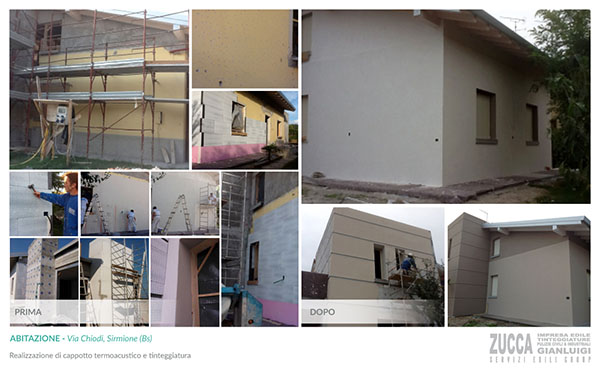 PRIMA
DOPO
ABITAZIONE - Via Chiodi, Sirmione (Bs)
Realizzazione di cappotto termoacustico e tinteggiatura
ZUCCA
IMPRESA EDILE
TINTEGGIATURE
PULIZIE CIVILI & INDUSTRIALI
GIANLUIGI
SERVIZI EDILI GROUP